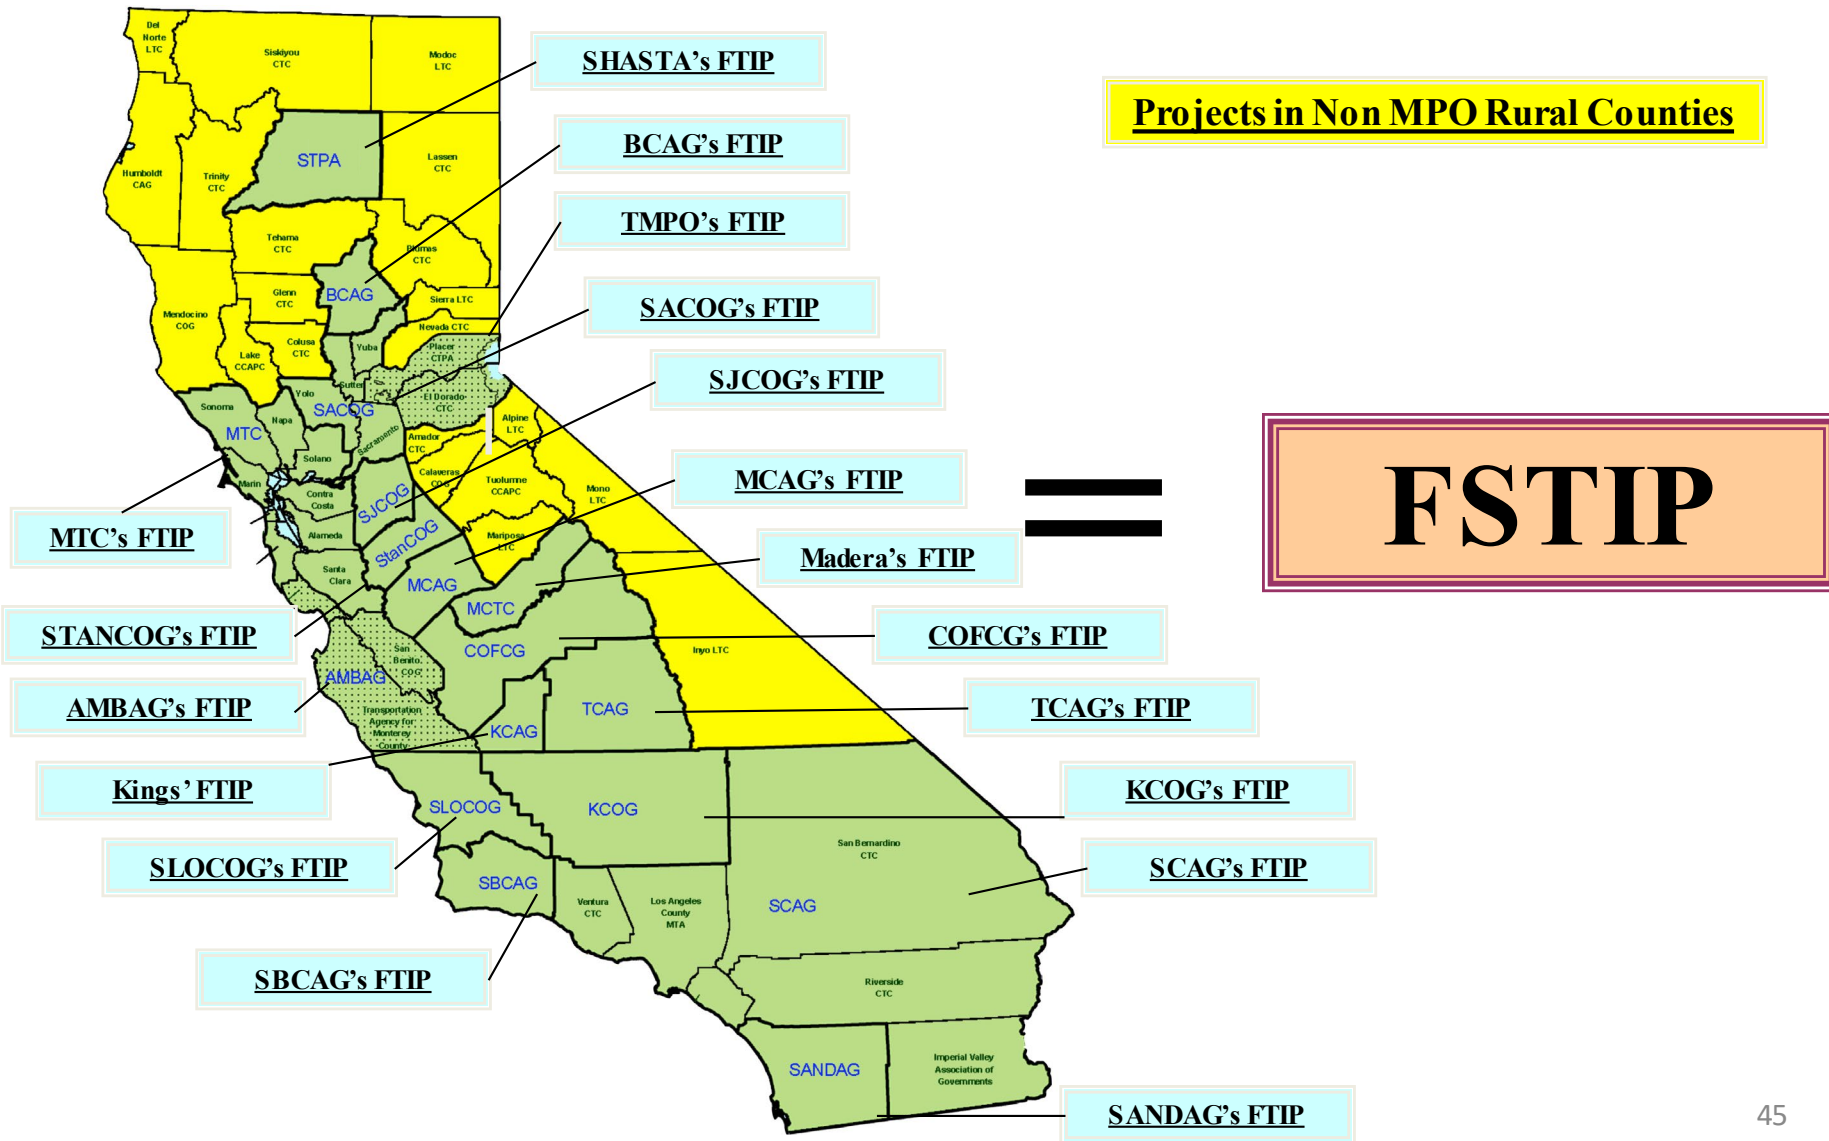 Del
Norte
LTC
Siskiyou
CTC
Modoc
LTC
SHASTA's FTIP
Projects in Non MPO Rural Counties
BCAG's FTIP
STPA
Lassen
CTC
Humboldt
CAG
Trinity
CTC
TMPO's FTIP
Tehama
CTC
Plumas
CTC
Glenn
CTC
BCAG
Sierra LTC
SACOG's FTIP
Mendocino
COG
Nevada CTC
Colusa
CTC
Yuba
Placer
CTPA
Lake
CCAPC
SJCOG's FTIP
Sutter
Yolo
El Dorado
CTC
Sonoma
SACOG
Napa
Alpine
LTC
MTC
Sacramento
Amador
CTC
Solano
FSTIP
Calaveras
COG
MCAG's FTIP
Marin
Contra
Costa
SJCOG
Tuolumne
CCAPC
Mono
LTC
MTC's FTIP
Alameda
StanCOG
Mariposa
LTC
Madera's FTIP
Santa
Clara
MCAG
MCTC
STANCOG's FTIP
COFCG's FTIP
San
Benito
COG
COFCG
Inyo LTC
AMBAG
AMBAG's FTIP
Transportation
Agency for
Monterey
County
TCAG
TCAG's FTIP
KCAG
Kings' FTIP
KCOG's FTIP
SLOCOG
KCOG
San Bernardino
CTC
SLOCOG's FTIP
SCAG's FTIP
SBCAG
Ventura
CTC
Los Angeles
County
MTA
SCAG
SBCAG's FTIP
Riverside
CTC
SANDAG
Imperial Valley
Association of
Governments
SANDAG's FTIP
45